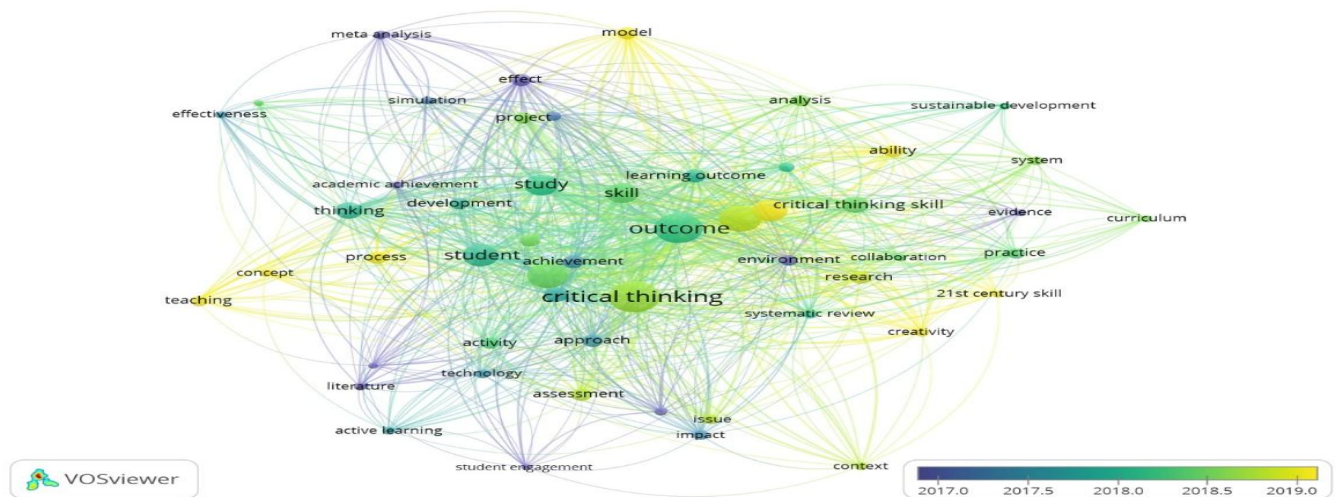 meta analysis
model
effect
simulation
analysis
sustainable development
effectiveness
project
ability
system
academic achievement
study
learning outcome
skill
thinking
development
critical thinking skill
evidence
curriculum
outcome
student
achievement
process
environment
collaboration
practice
concept
research
teaching
critical thinking
21st century skill
systematic review
creativity
activity
approach
technology
literature
assessment
issue
active learning
impact
student engagement
context
VOSviewer
2017.0 2017.5 2018.0 2018.5 2019.0